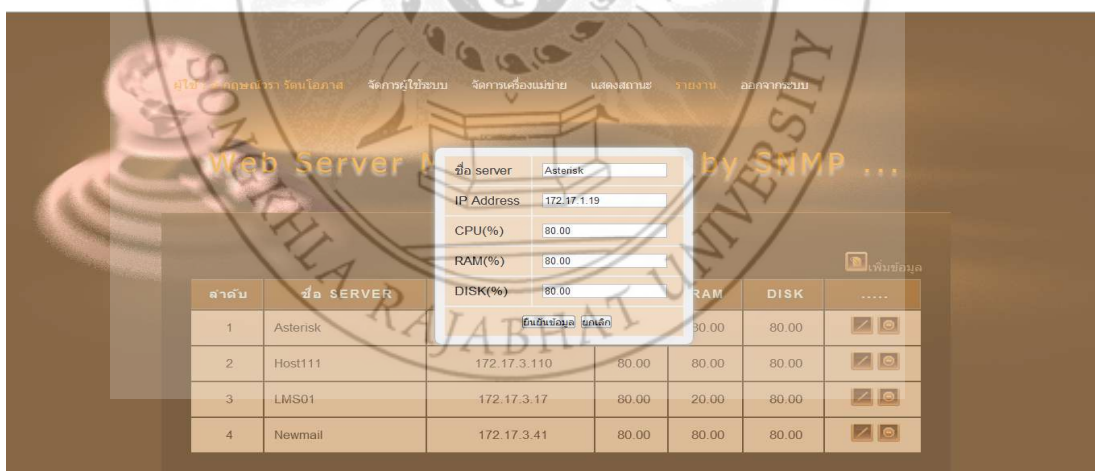 ผู้ใช้ รัตนโอภาส จัดการผู้ใช้ระบบ จัดการเครื่องแม่ข่าย แสดงสถานะ รายงาน ออกจากระบบ
Web Server by SNMP ...
ชื่อ server Asterisk
IP Address 172.17.1.19
CPU(%) 80.00
RAM(%) 80.00
DISK(%) 80.00
ยืนยันข้อมูล ยกเลิก
เพิ่มข้อมูล
ลำดับ ชื่อ SERVER RAM DISK .....
1 Asterisk 80.00 80.00
2 Host111 172.17.3.110 80.00 80.00 80.00
3 LMS01 172.17.3.17 80.00 20.00 80.00
4 Newmail 172.17.3.41 80.00 80.00 80.00
SONGKHLA RAJABHAT UNIVERSITY